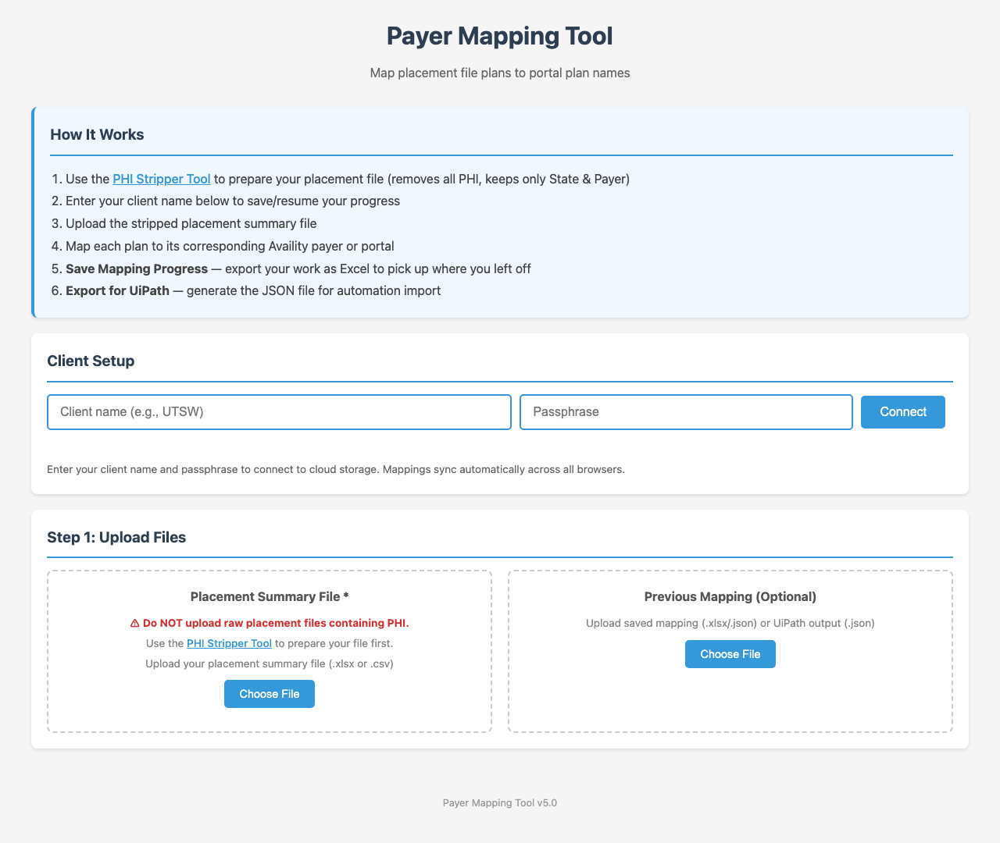 Payer Mapping Tool
Map placement file plans to portal plan names
How It Works
1. Use the PHI Stripper Tool to prepare your placement file (removes all PHI, keeps only State & Payer)
2. Enter your client name below to save/resume your progress
3. Upload the stripped placement summary file
4. Map each plan to its corresponding Availity payer or portal
5. Save Mapping Progress — export your work as Excel to pick up where you left off
6. Export for UiPath — generate the JSON file for automation import
Client Setup
Client name (e.g., UTSW)
Passphrase
Connect
Enter your client name and passphrase to connect to cloud storage. Mappings sync automatically across all browsers.
Step 1: Upload Files
Placement Summary File *
⚠ Do NOT upload raw placement files containing PHI.
Use the PHI Stripper Tool to prepare your file first.
Upload your placement summary file (.xlsx or .csv)
Choose File
Previous Mapping (Optional)
Upload saved mapping (.xlsx/.json) or UiPath output (.json)
Choose File
Payer Mapping Tool v5.0